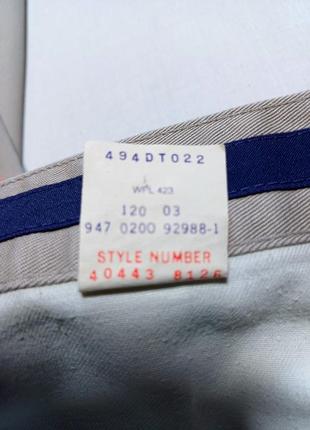 494DT022
WPL 423
120 03
947 0200 92988-1
STYLE NUMBER
40443 8126